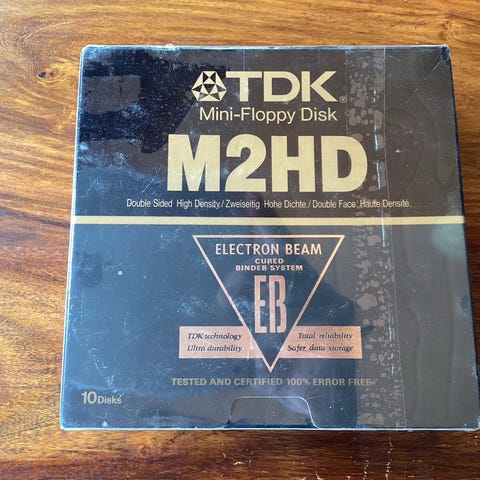 TDK®
Mini-Floppy Disk
M2HD
Double Sided High Density./Zweiseitig Hohe Dichte./Double Face, Haute Densité.
ELECTRON BEAM
CURED
BINDER SYSTEM
EB
TDK technology Total reliability
Ultra durability Safer data storage
TESTED AND CERTIFIED 100% ERROR FREE
10Disks